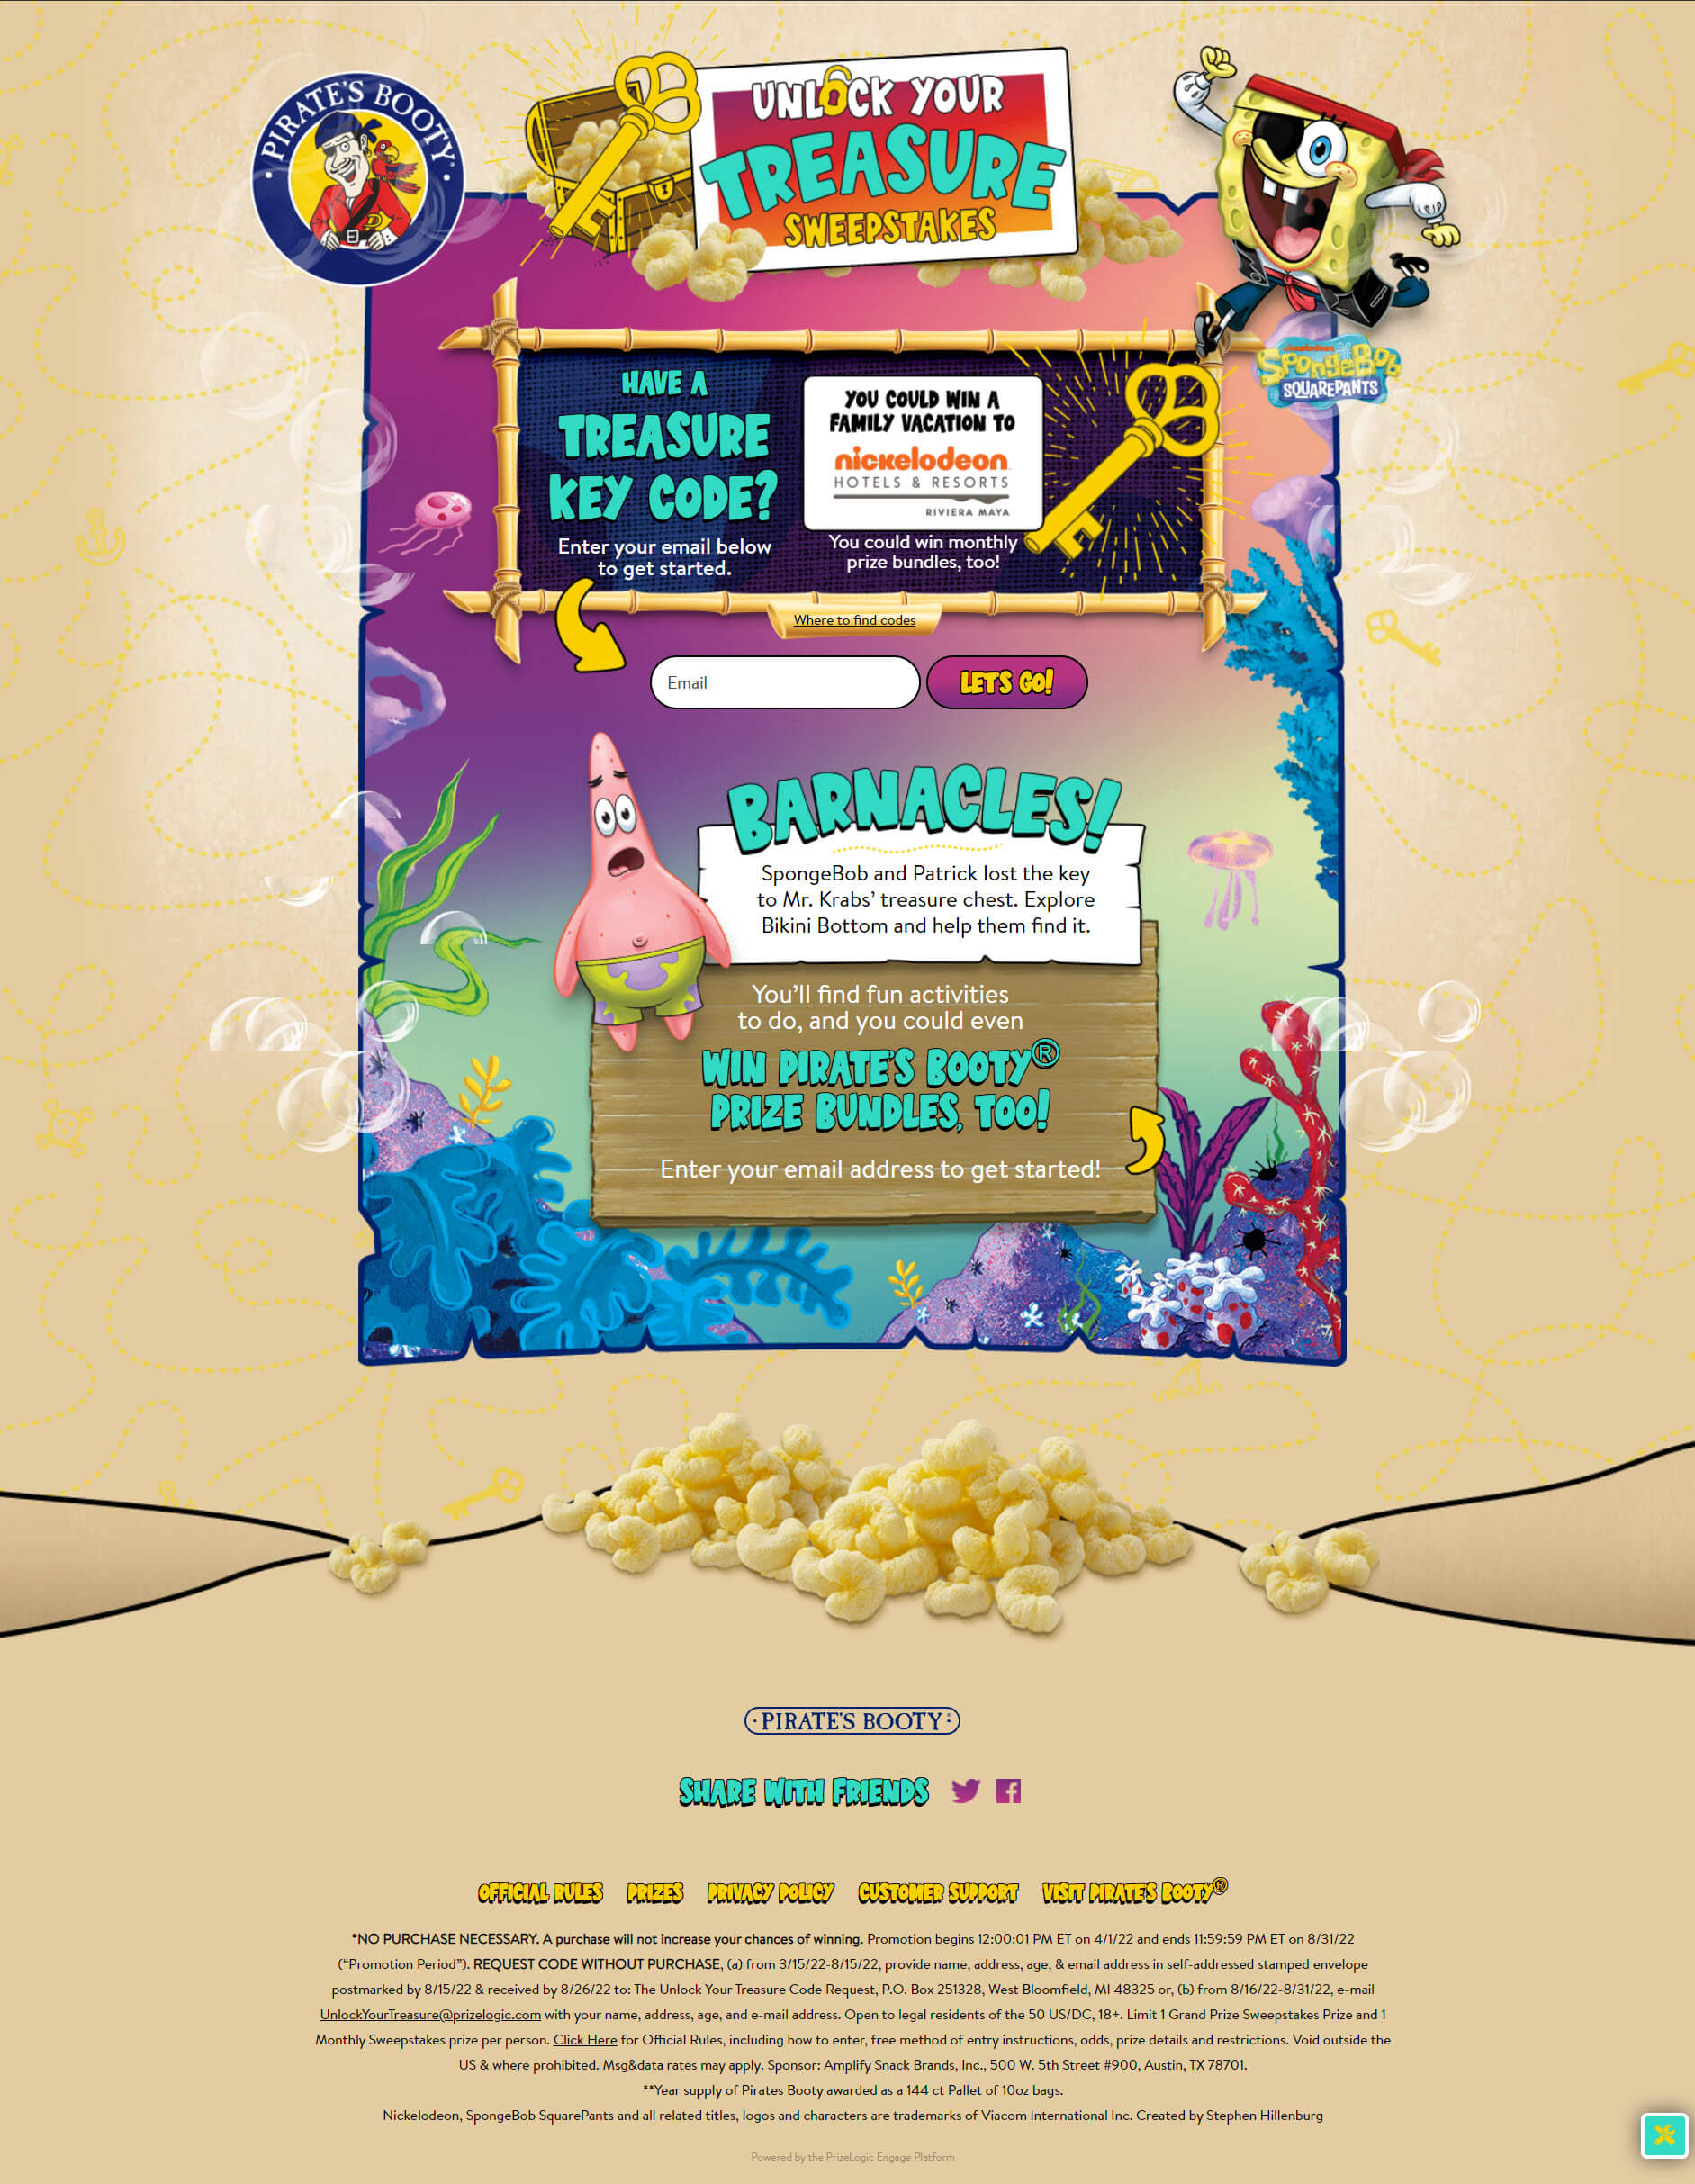 PIRATE'S BOOTY®
UNLOCK YOUR
TREASURE
SWEEPSTAKES
nickelodeon
SpongeBob
SQUAREPANTS
HAVE A
TREASURE
KEY CODE?
Enter your email below
to get started.
YOU COULD WIN A
FAMILY VACATION TO
nickelodeon
HOTELS & RESORTS
RIVIERA MAYA
You could win monthly
prize bundles, too!
Where to find codes
Email
LET'S GO!
BARNACLES!
SpongeBob and Patrick lost the key
to Mr. Krabs’ treasure chest. Explore
Bikini Bottom and help them find it.
You’ll find fun activities
to do, and you could even
WIN PIRATE'S BOOTY®
PRIZE BUNDLES, TOO!
Enter your email address to get started!
PIRATE'S BOOTY®
SHARE WITH FRIENDS
OFFICIAL RULES PRIZES PRIVACY POLICY CUSTOMER SUPPORT VISIT PIRATE'S BOOTY®
*NO PURCHASE NECESSARY. A purchase will not increase your chances of winning. Promotion begins 12:00:01 PM ET on 4/1/22 and ends 11:59:59 PM ET on 8/31/22
(“Promotion Period”). REQUEST CODE WITHOUT PURCHASE, (a) from 3/15/22-8/15/22, provide name, address, age, & email address in self-addressed stamped envelope
postmarked by 8/15/22 & received by 8/26/22 to: The Unlock Your Treasure Code Request, P.O. Box 251328, West Bloomfield, MI 48325 or, (b) from 8/16/22-8/31/22, e-mail
UnlockYourTreasure@prizelogic.com with your name, address, age, and e-mail address. Open to legal residents of the 50 US/DC, 18+. Limit 1 Grand Prize Sweepstakes Prize and 1
Monthly Sweepstakes prize per person. Click Here for Official Rules, including how to enter, free method of entry instructions, odds, prize details and restrictions. Void outside the
US & where prohibited. Msg&data rates may apply. Sponsor: Amplify Snack Brands, Inc., 500 W. 5th Street #900, Austin, TX 78701.
**Year supply of Pirates Booty awarded as a 144 ct Pallet of 10oz bags.
Nickelodeon, SpongeBob SquarePants and all related titles, logos and characters are trademarks of Viacom International Inc. Created by Stephen Hillenburg
Powered by the PrizeLogic Engage Platform